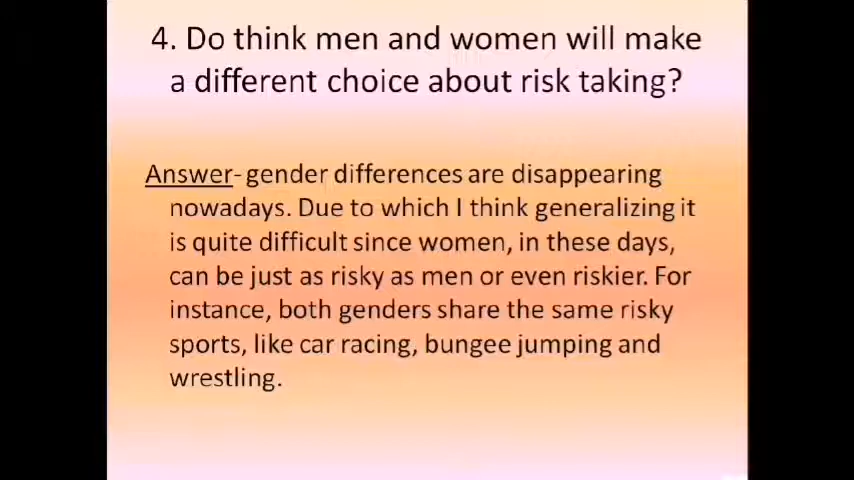 4. Do think men and women will make
a different choice about risk taking?
Answer- gender differences are disappearing
nowadays. Due to which I think generalizing it
is quite difficult since women, in these days,
can be just as risky as men or even riskier. For
instance, both genders share the same risky
sports, like car racing, bungee jumping and
wrestling.